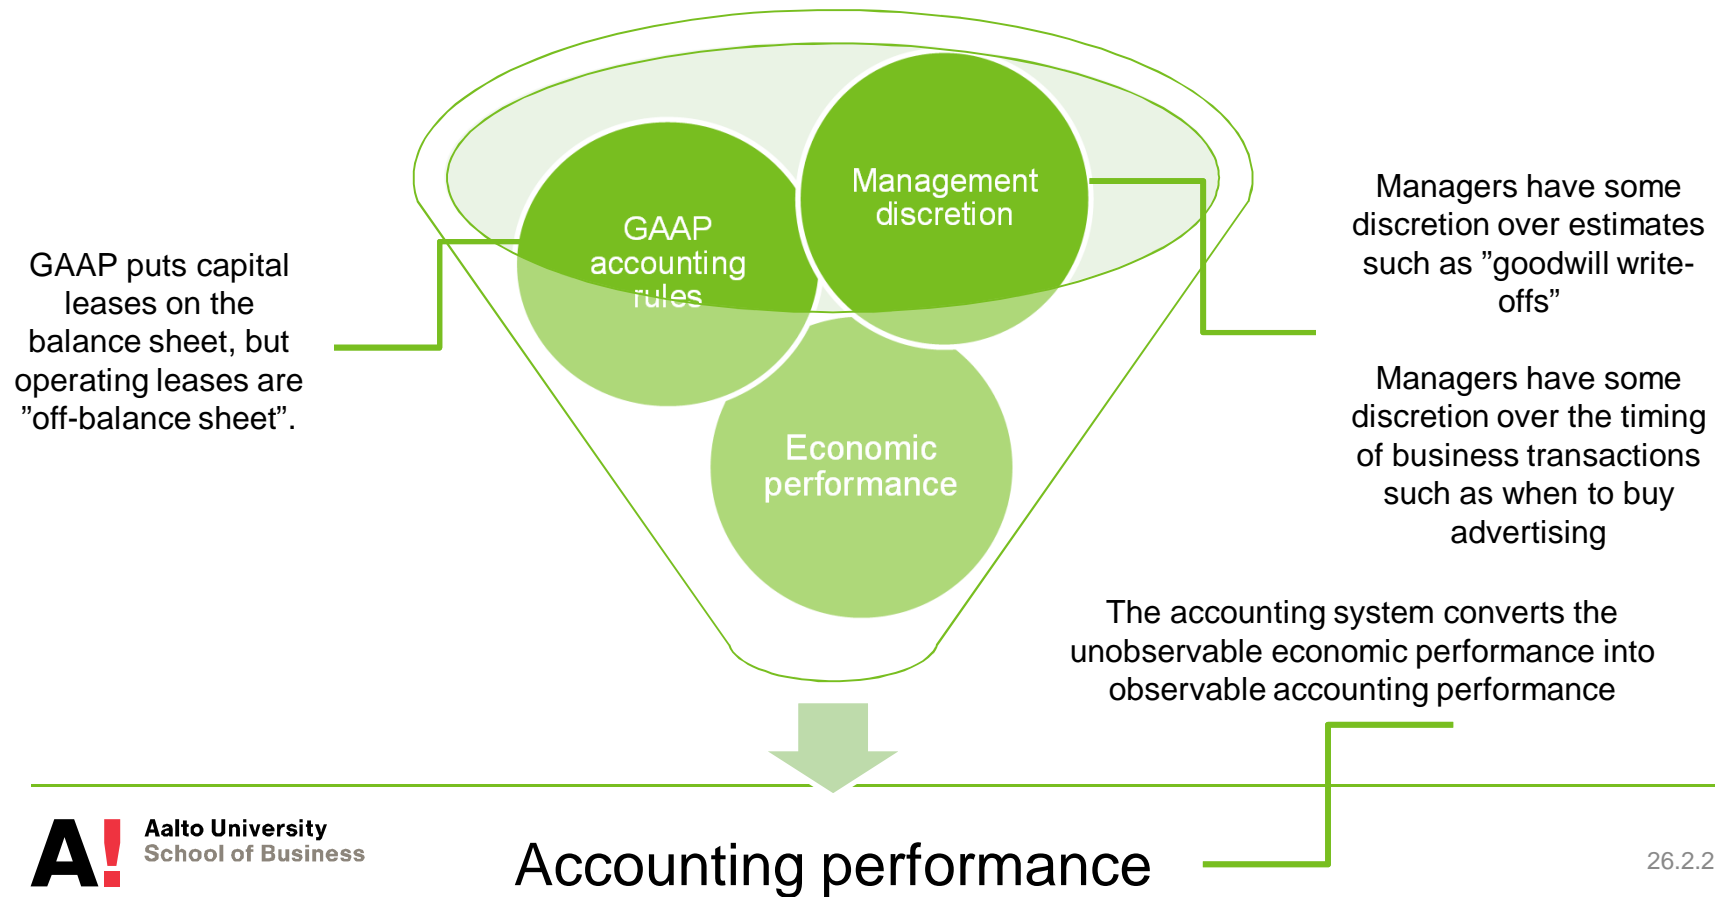 GAAP puts capital
leases on the
balance sheet, but
operating leases are
”off-balance sheet”.
GAAP
accounting
rules
Management
discretion
Economic
performance
Managers have some
discretion over estimates
such as ”goodwill write-
offs”
Managers have some
discretion over the timing
of business transactions
such as when to buy
advertising
The accounting system converts the
unobservable economic performance into
observable accounting performance
A!
Aalto University
School of Business
Accounting performance
26.2.2